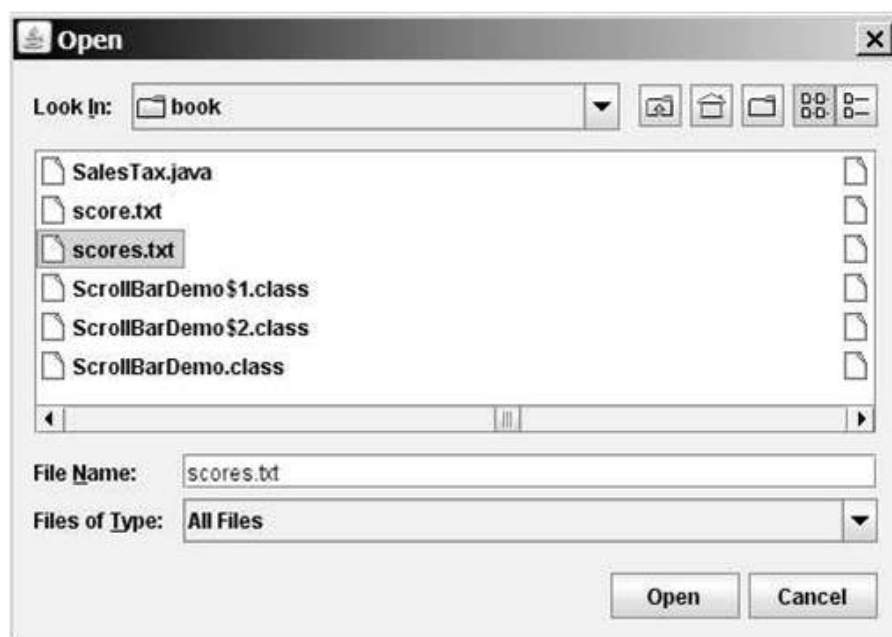 Open
Look In: book
SalesTax.java
score.txt
scores.txt
ScrollBarDemo$1.class
ScrollBarDemo$2.class
ScrollBarDemo.class
File Name: scores.txt
Files of Type: All Files
Open Cancel